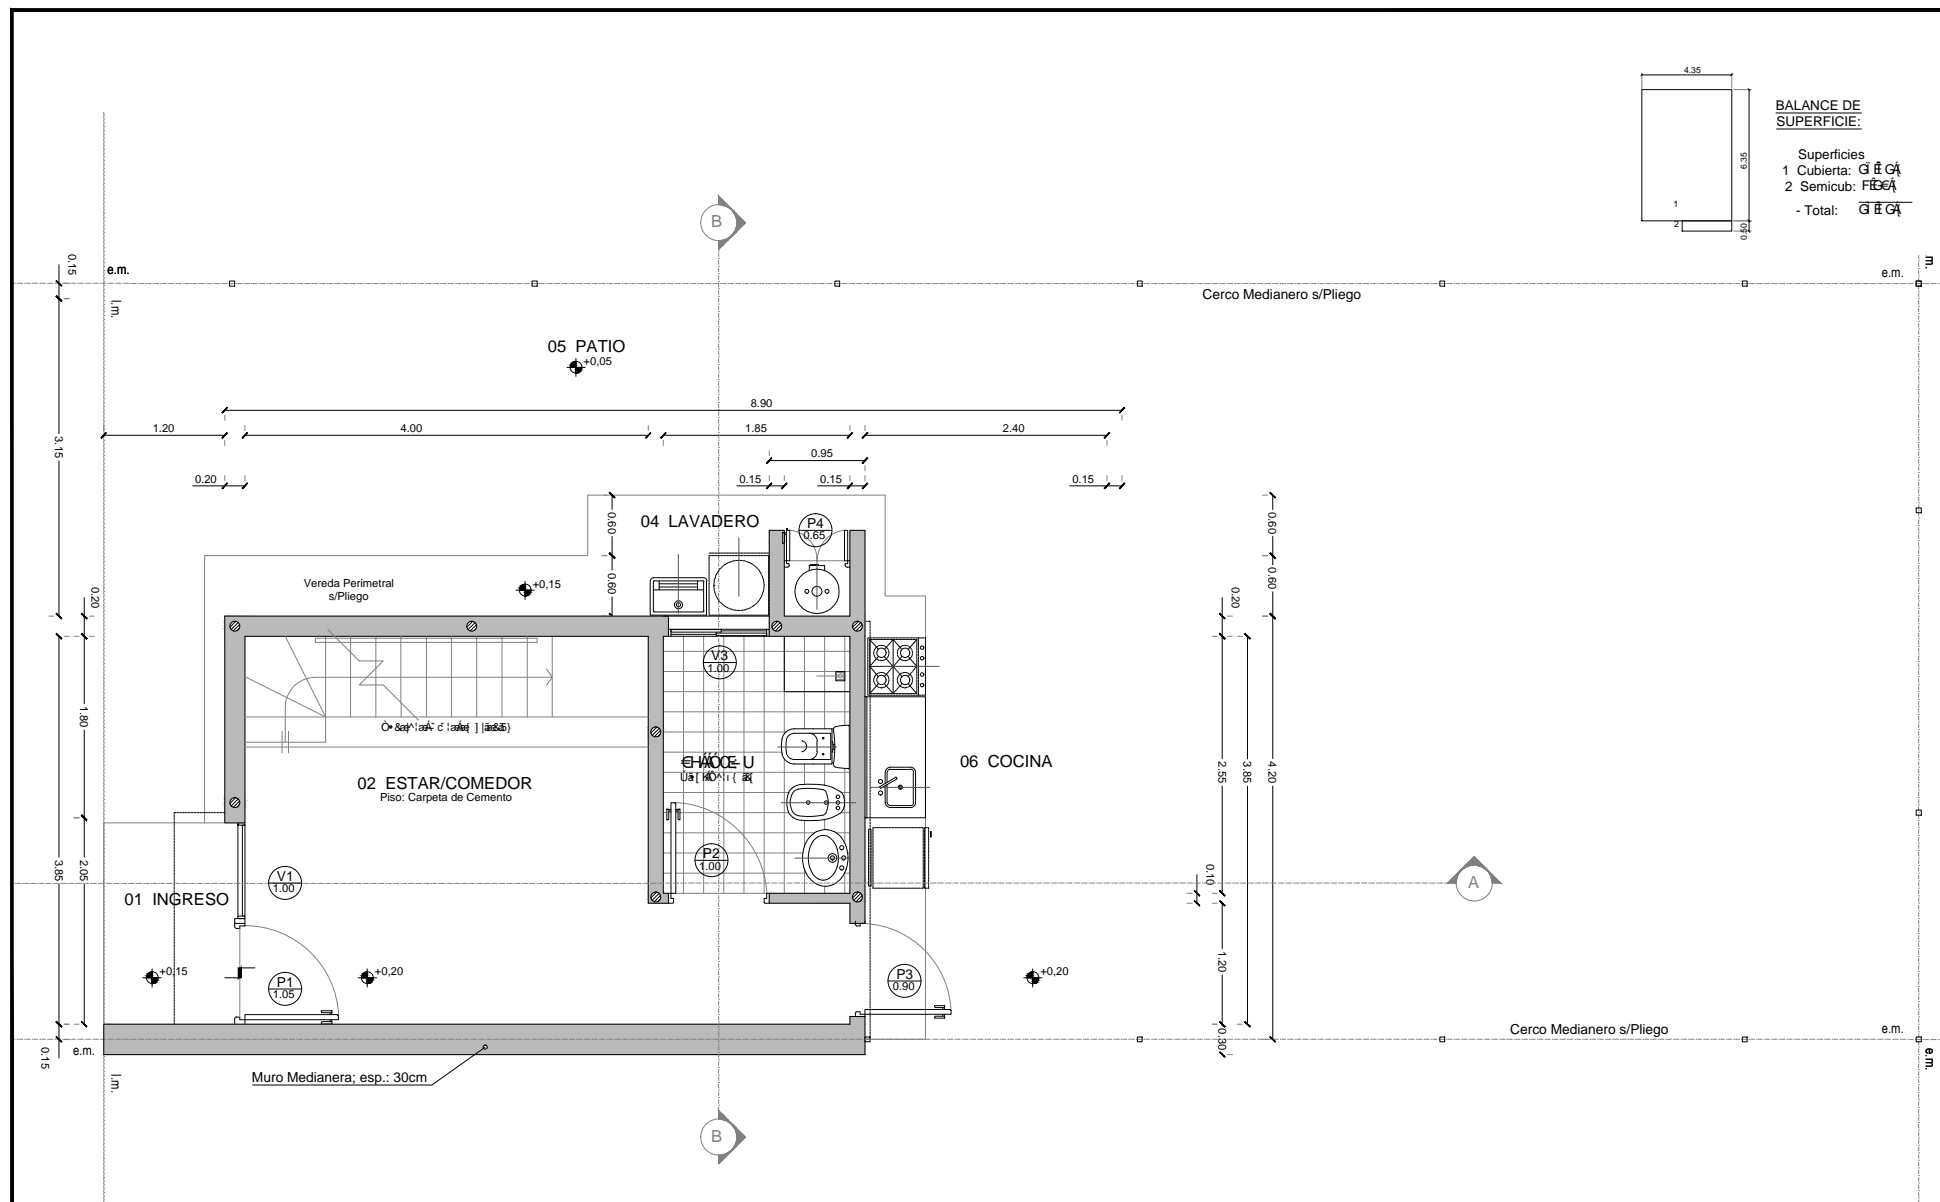 4.35
BALANCE DE
SUPERFICIE:
6.35
Superficies
1 Cubierta:
2 Semicub:
- Total:
1
2
0.50
B
0.15
e.m.
l.m.
e.m.
m.
Cerco Medianero s/Pliego
05 PATIO
+0,05
8.90
1.20
4.00
1.85
2.40
3.15
0.95
0.20
0.15
0.15
0.15
04 LAVADERO
P4
0.65
0.60
0.60
0.60
0.60
Vereda Perimetral
s/Pliego
+0,15
0.20
0.20
V3
1.00
1.80
02 ESTAR/COMEDOR
Piso: Carpeta de Cemento
06 COCINA
2.55
3.85
4.20
3.85
2.05
V1
1.00
P2
1.00
0.10
A
01 INGRESO
+0,15
+0,20
P1
1.05
P3
0.90
+0,20
1.20
0.30
Cerco Medianero s/Pliego
e.m.
e.m.
0.15
e.m.
l.m.
Muro Medianera; esp.: 30cm
B